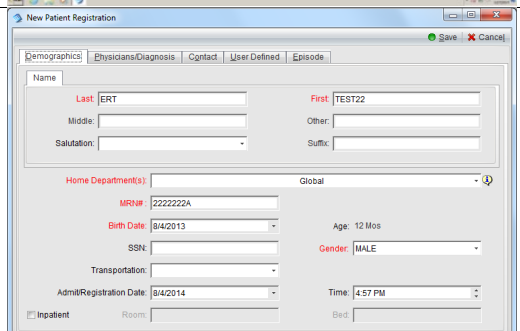 New Patient Registration
Save Cancel
Demographics Physicians/Diagnosis Contact User Defined Episode
Name
Last: ERT First: TEST22
Middle: Other:
Salutation: Suffix:
Home Department(s): Global
MRN#: 2222222A
Birth Date: 8/4/2013 Age: 12 Mos
SSN: Gender: MALE
Transportation:
Admit/Registration Date: 8/4/2014 Time: 4:57 PM
Inpatient Room: Bed: